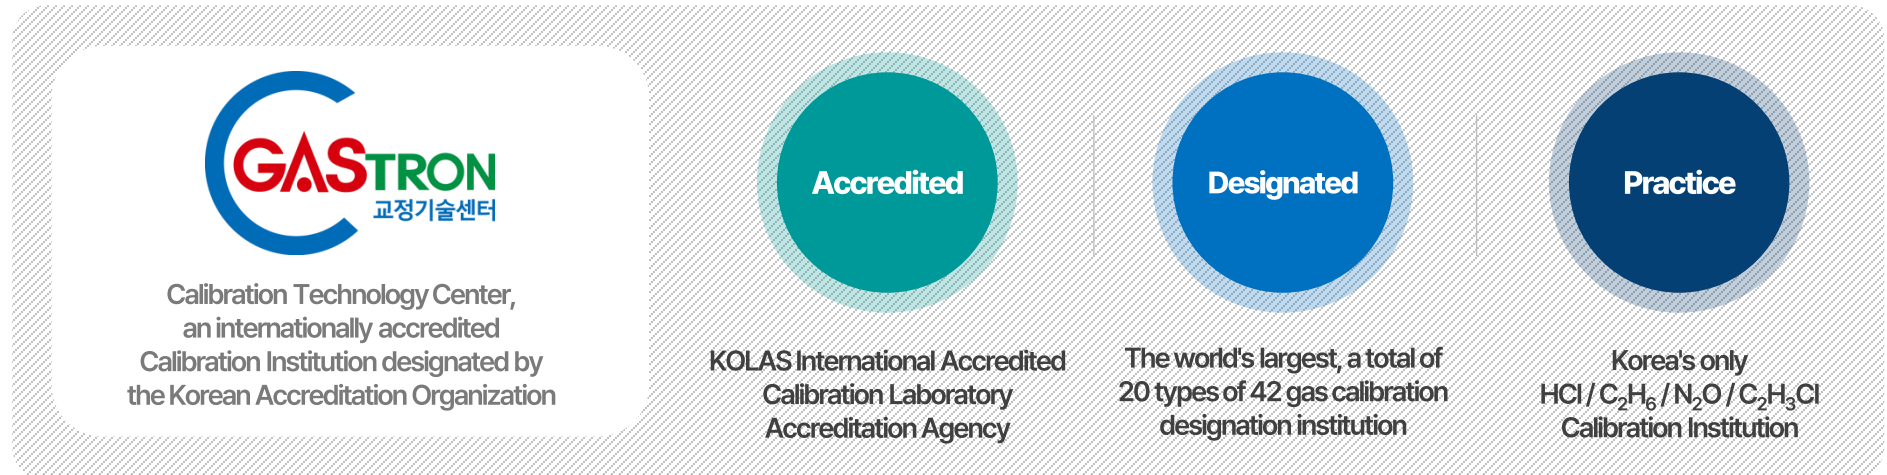 GASTRON
교정기술센터
Calibration Technology Center,
an internationally accredited
Calibration Institution designated by
the Korean Accreditation Organization
Accredited
KOLAS International Accredited
Calibration Laboratory
Accreditation Agency
Designated
The world's largest, a total of
20 types of 42 gas calibration
designation institution
Practice
Korea's only
HCl / C₂H₆ / N₂O / C₂H₃Cl
Calibration Institution